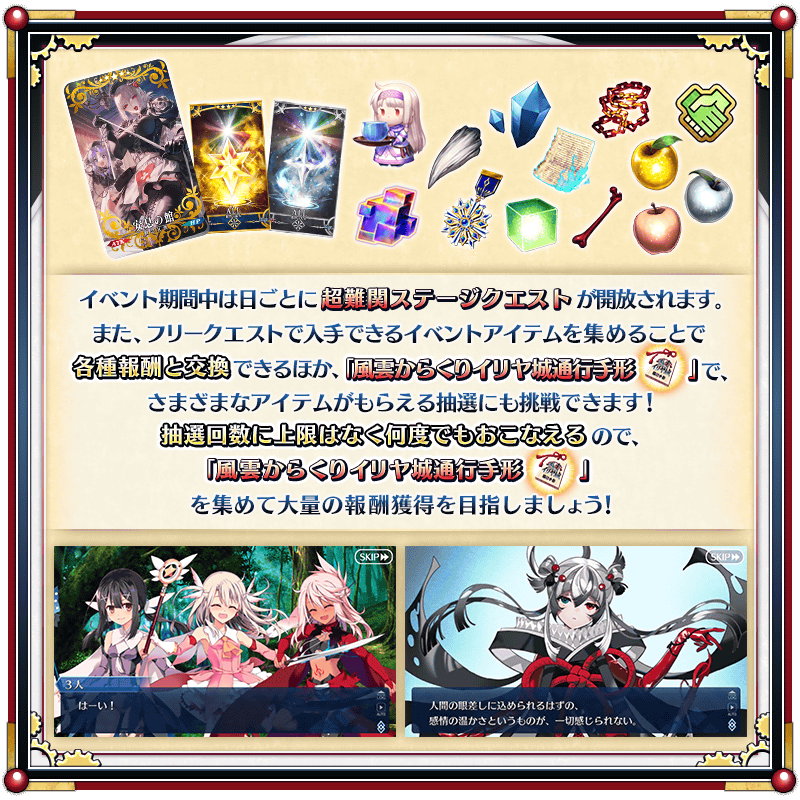 安息の館
ATK
HP
ATK
ATK
イベント期間中は日ごとに超難関ステージクエストが開放されます。
また、フリークエストで入手できるイベントアイテムを集めることで
各種報酬と交換できるほか、「風雲からくりイリヤ城通行手形」で、
さまざまなアイテムがもらえる抽選にも挑戦できます！
抽選回数に上限はなく何度でもおこなえるので、
「風雲からくりイリヤ城通行手形」
を集めて大量の報酬獲得を目指しましょう！
SKIP
3人
はーい！
SKIP
人間の眼差しに込められるはずの、
感情の温かさというものが、一切感じられない。